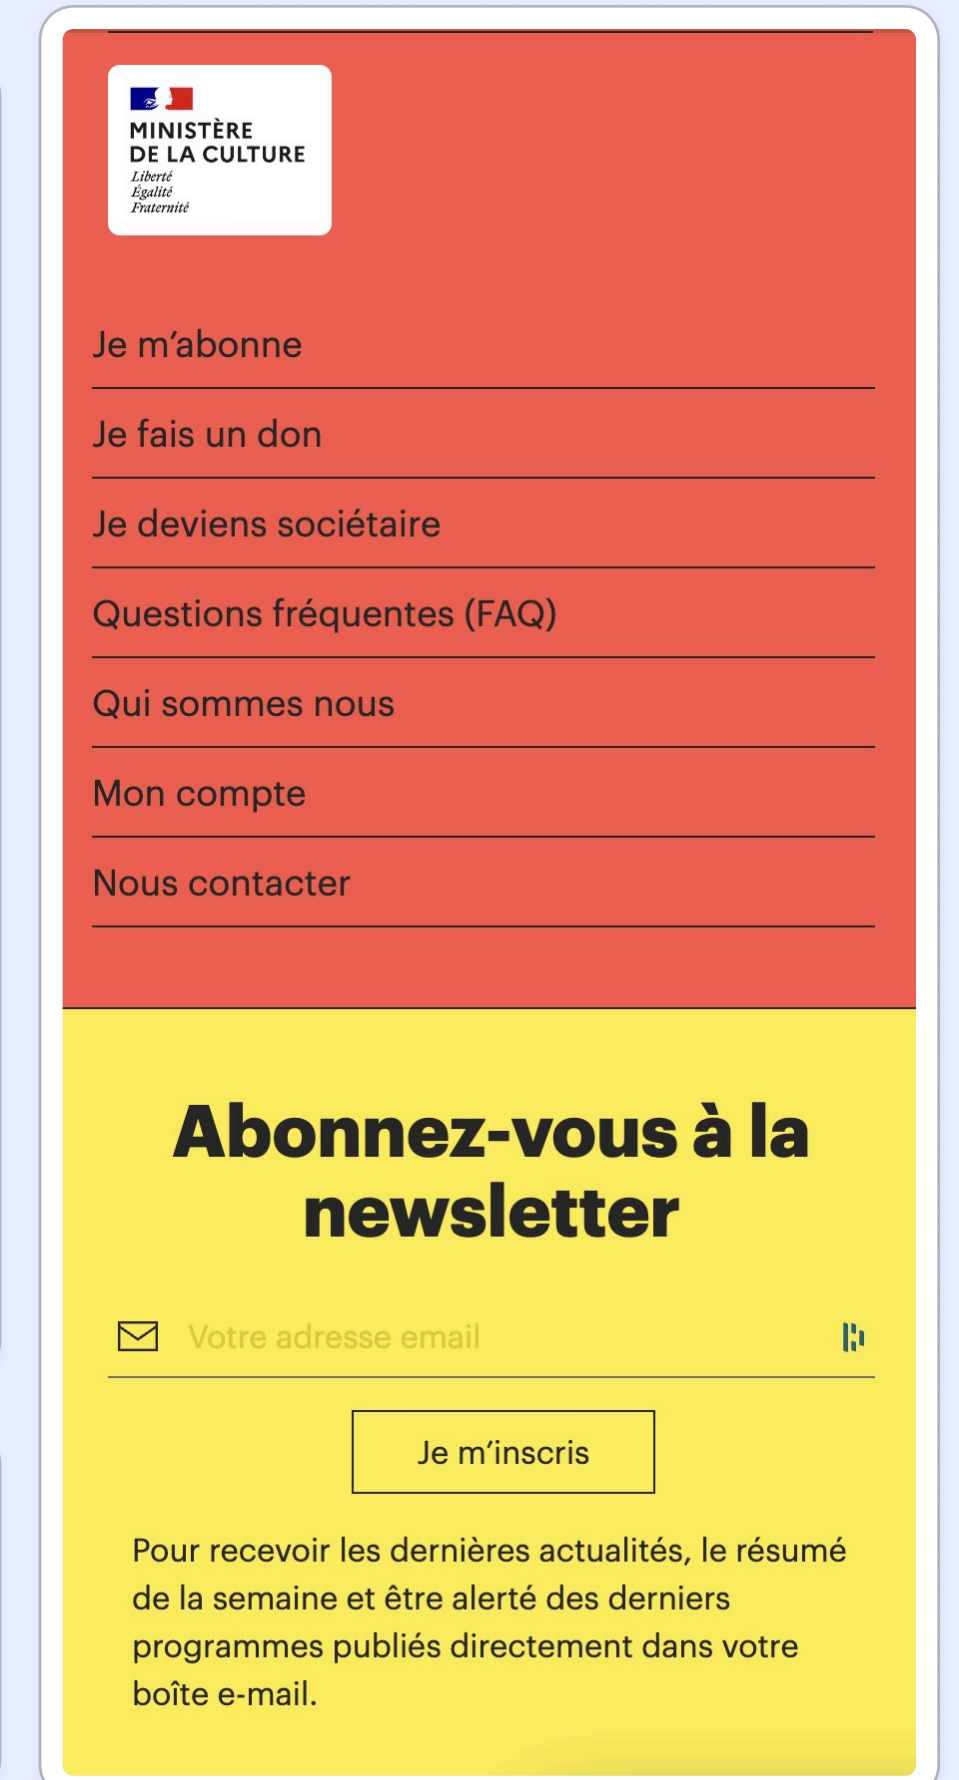 MINISTÈRE
DE LA CULTURE
Liberté
Égalité
Fraternité
Je m’abonne
Je fais un don
Je deviens sociétaire
Questions fréquentes (FAQ)
Qui sommes nous
Mon compte
Nous contacter
Abonnez-vous à la
newsletter
Votre adresse email
Je m’inscris
Pour recevoir les dernières actualités, le résumé
de la semaine et être alerté des derniers
programmes publiés directement dans votre
boîte e-mail.